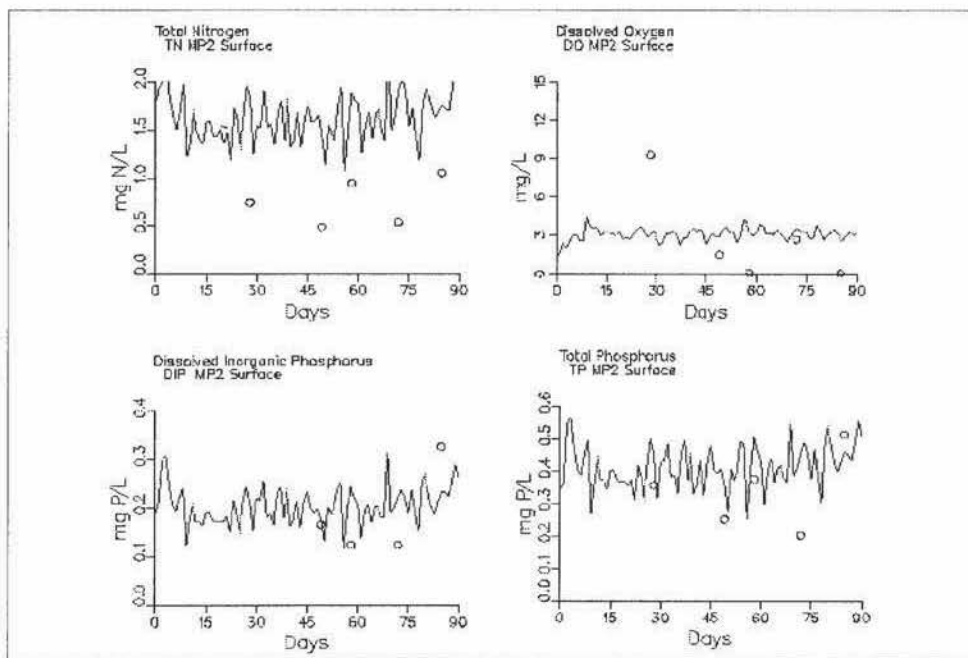 Total Nitrogen
TN MP2 Surface
mg N/L
0.0 0.5 1.0 1.5 2.0
0 15 30 45 60 75 90
Days
Dissolved Oxygen
DO MP2 Surface
mg/L
0 3 6 9 12 15
0 15 30 45 60 75 90
Days
Dissolved Inorganic Phosphorus
DIP MP2 Surface
mg P/L
0.0 0.1 0.2 0.3 0.4
0 15 30 45 60 75 90
Days
Total Phosphorus
TP MP2 Surface
mg P/L
0.0 0.1 0.2 0.3 0.4 0.5 0.6
0 15 30 45 60 75 90
Days